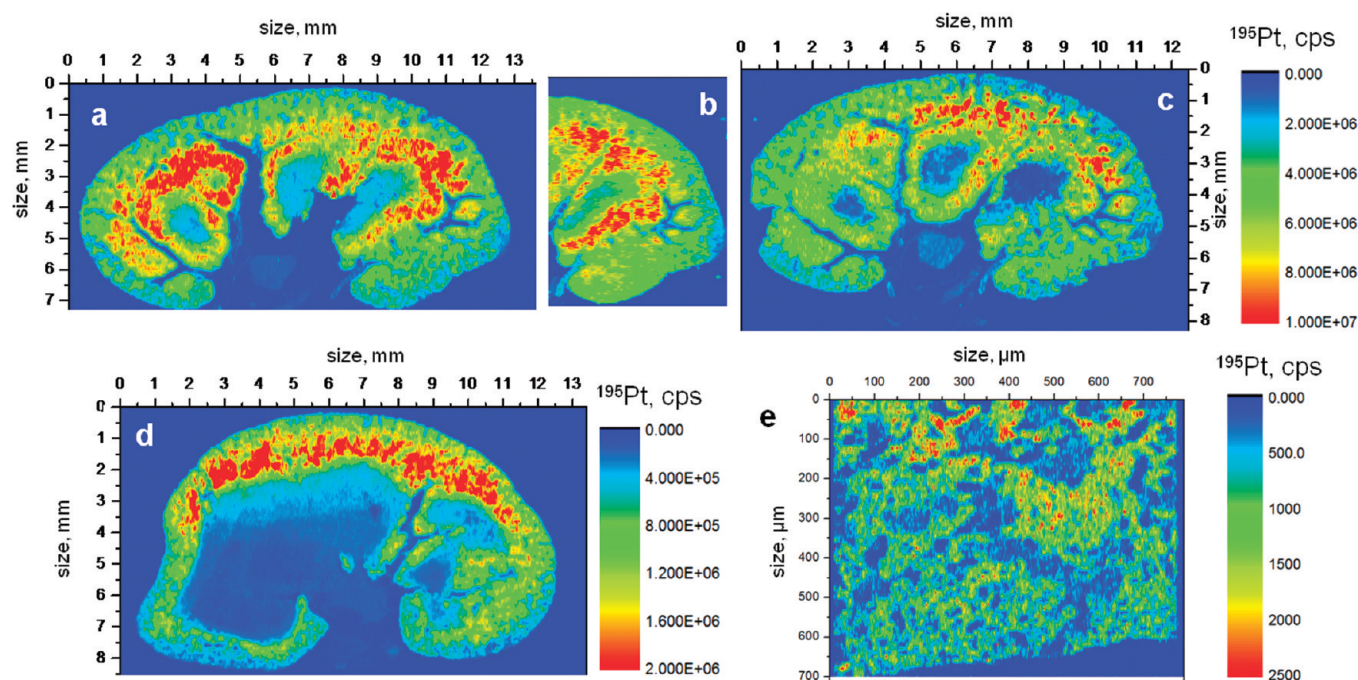 size, mm
0 1 2 3 4 5 6 7 8 9 10 11 12 13
size, mm
0
1
2
3
4
5
6
7
a
b
size, mm
0 1 2 3 4 5 6 7 8 9 10 11 12
c
0
1
2
3
4
5
6
7
8
size, mm
¹⁹⁵Pt, cps
0.000
2.000E+06
4.000E+06
6.000E+06
8.000E+06
1.000E+07
size, mm
0 1 2 3 4 5 6 7 8 9 10 11 12 13
size, mm
0
1
2
3
4
5
6
7
8
d
¹⁹⁵Pt, cps
0.000
4.000E+05
8.000E+05
1.200E+06
1.600E+06
2.000E+06
size, µm
0 100 200 300 400 500 600 700
size, µm
0
100
200
300
400
500
600
700
e
¹⁹⁵Pt, cps
0.000
500.0
1000
1500
2000
2500